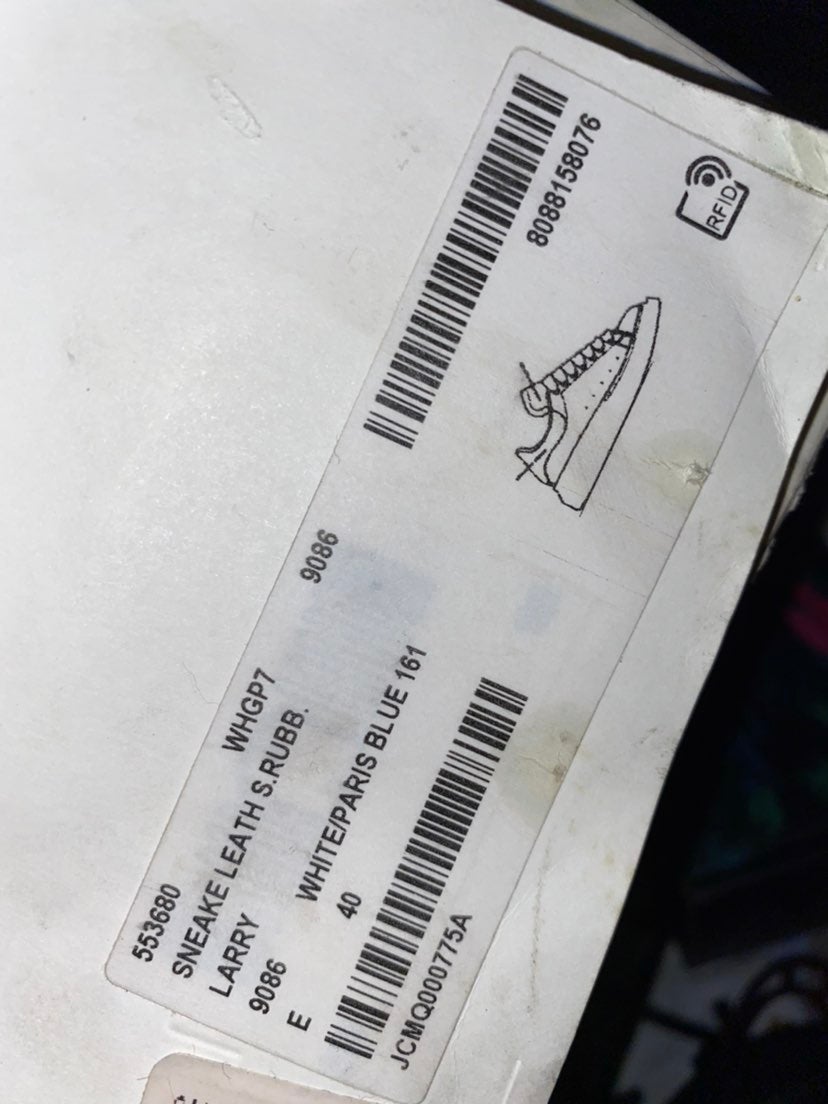 553680 WHGP7 9086
SNEAKE LEATH S.RUBB.
LARRY
9086 WHITE/PARIS BLUE 161
E 40
JCMQ000775A
8088158076
RFID